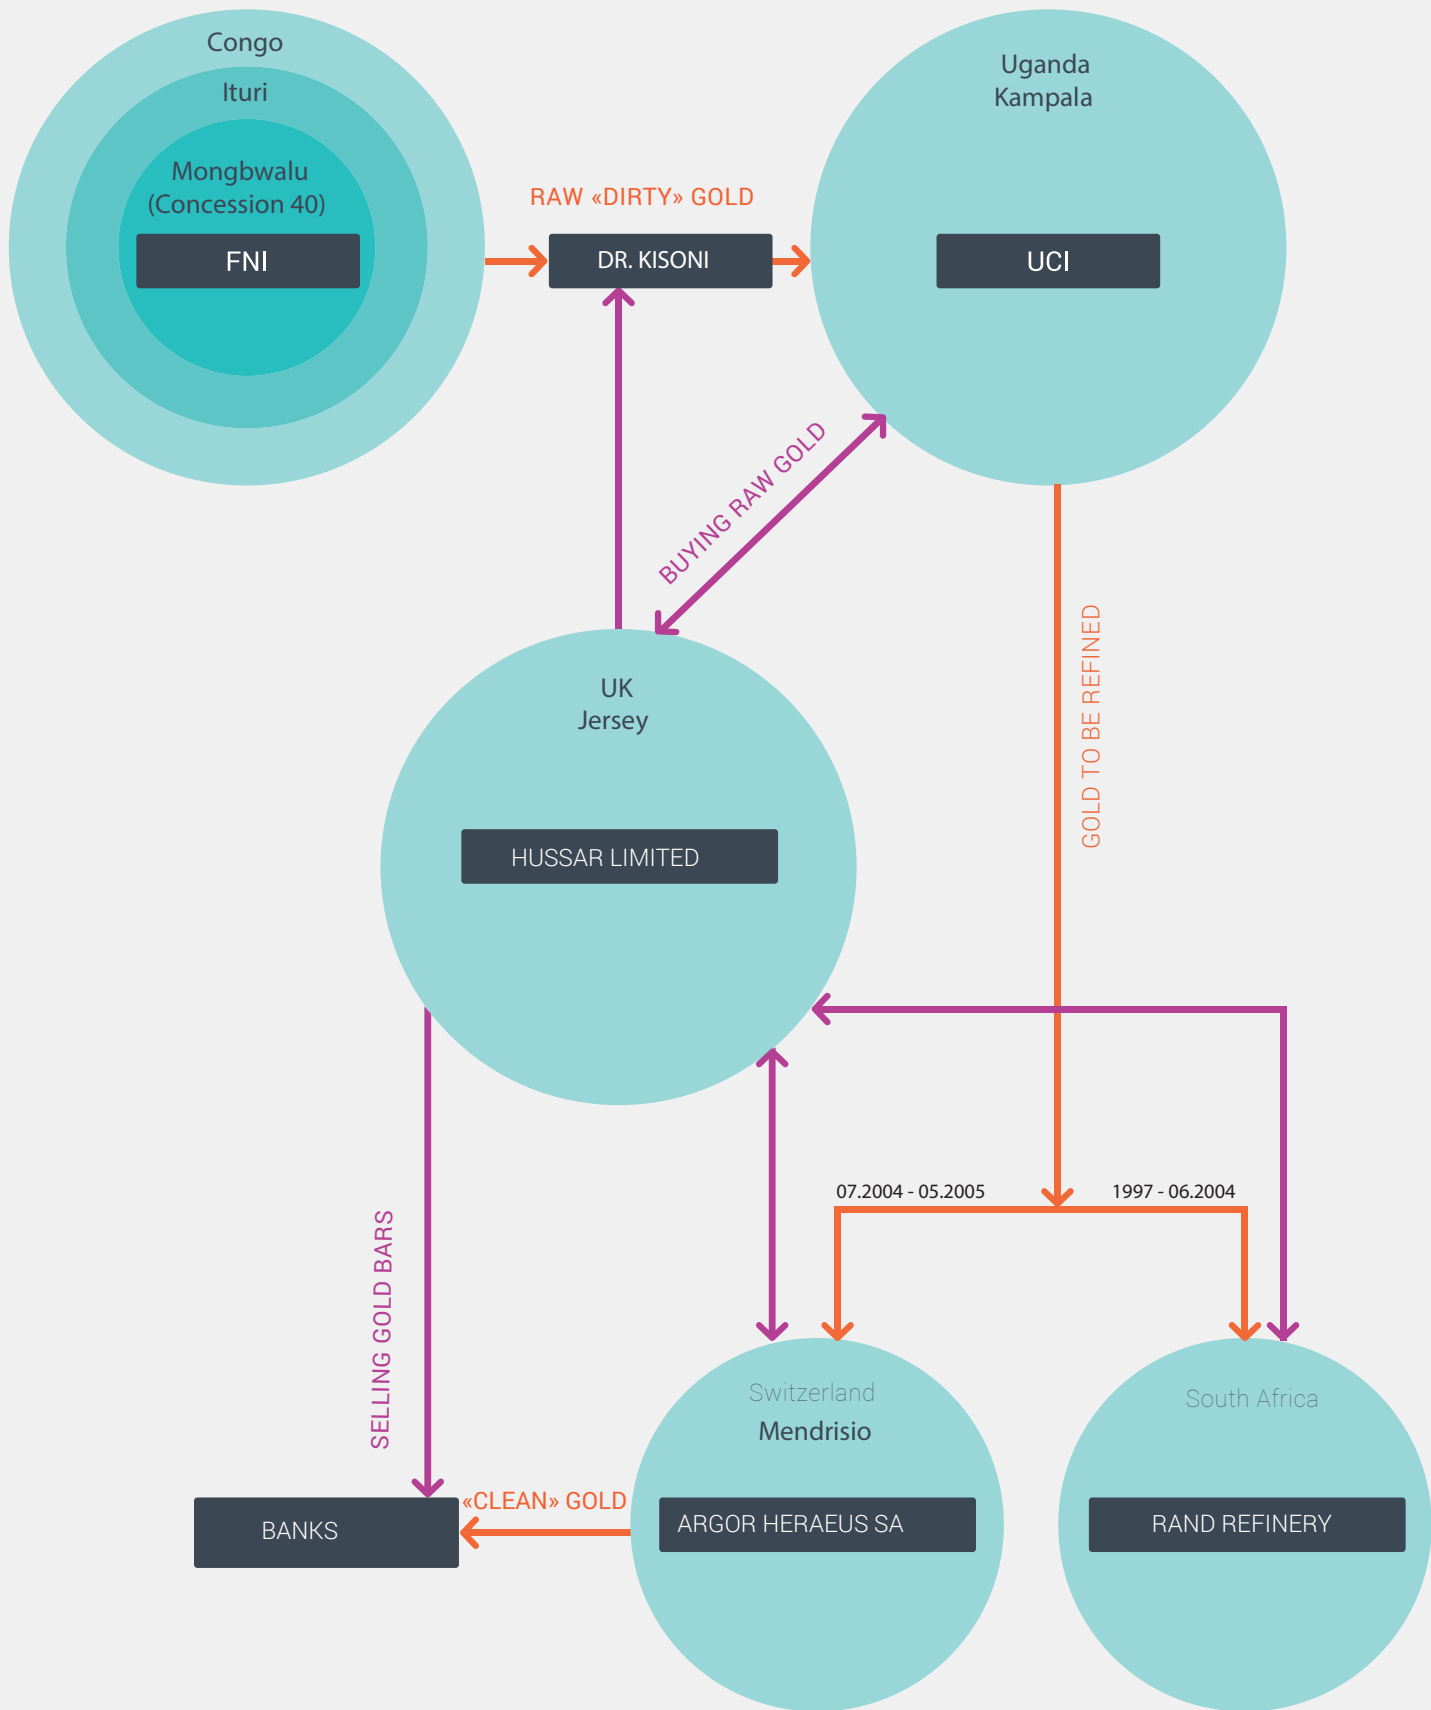 Congo
Ituri
Mongbwalu
(Concession 40)
FNI
RAW «DIRTY» GOLD
DR. KISONI
Uganda
Kampala
UCI
BUYING RAW GOLD
GOLD TO BE REFINED
UK
Jersey
HUSSAR LIMITED
07.2004 - 05.2005
1997 - 06.2004
SELLING GOLD BARS
Switzerland
Mendrisio
South Africa
«CLEAN» GOLD
BANKS
ARGOR HERAEUS SA
RAND REFINERY